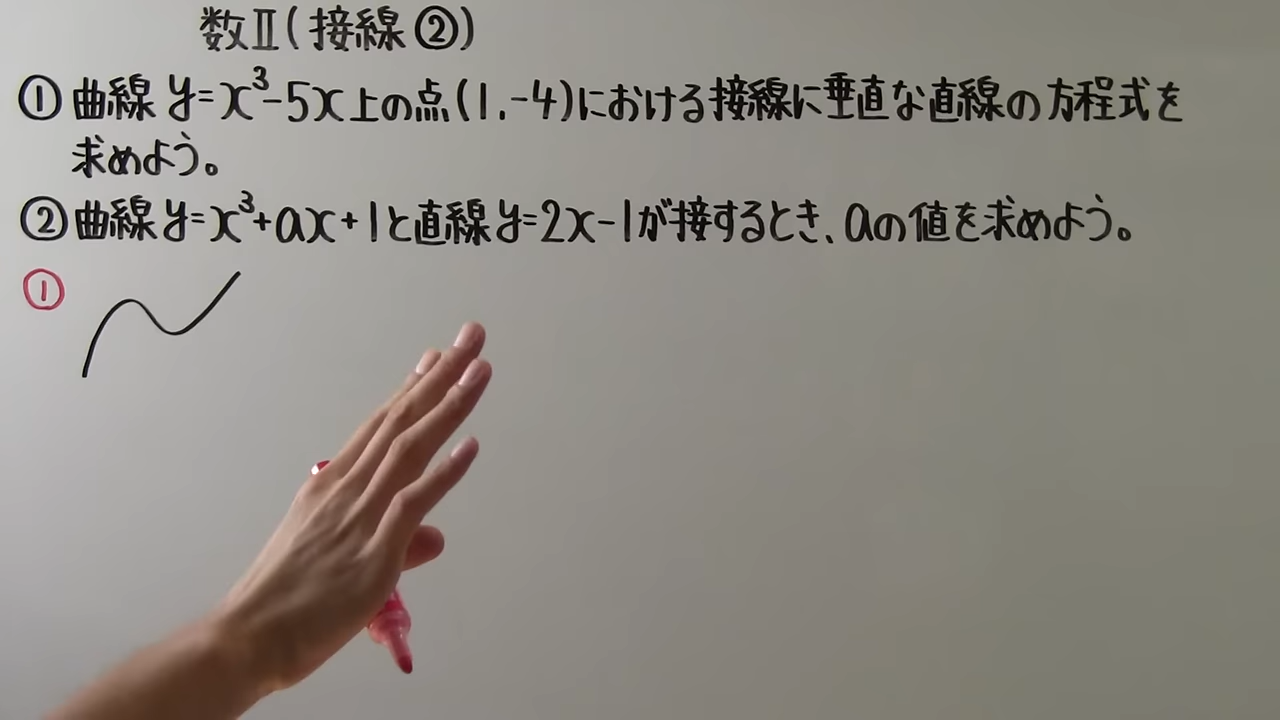 数Ⅱ(接線②)
①曲線 y=x³-5x上の点(1,-4)における接線に垂直な直線の方程式を
求めよう。
②曲線 y=x³+ax+1と直線 y=2x-1が接するとき、aの値を求めよう。
①